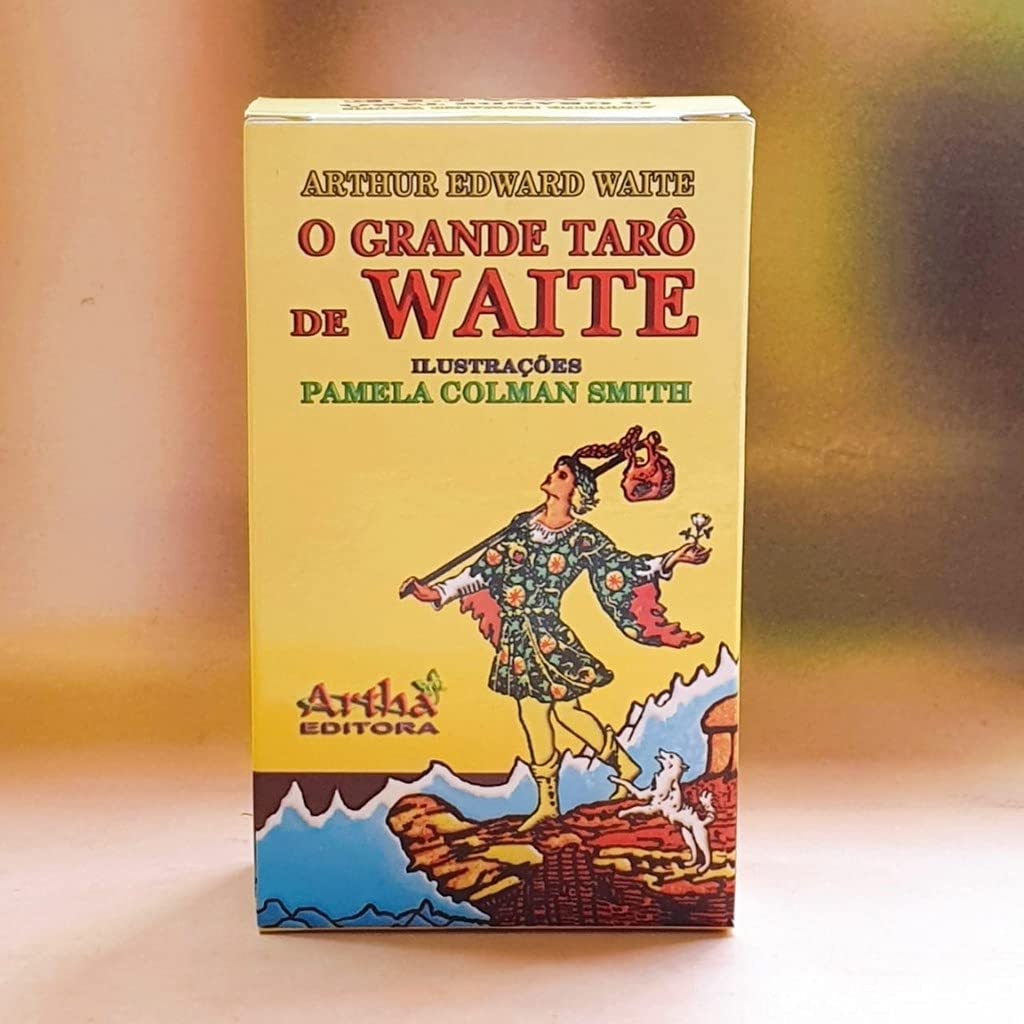 ARTHUR EDWARD WAITE
O GRANDE TARÔ
DE WAITE
ILUSTRAÇÕES
PAMELA COLMAN SMITH
Artha
EDITORA